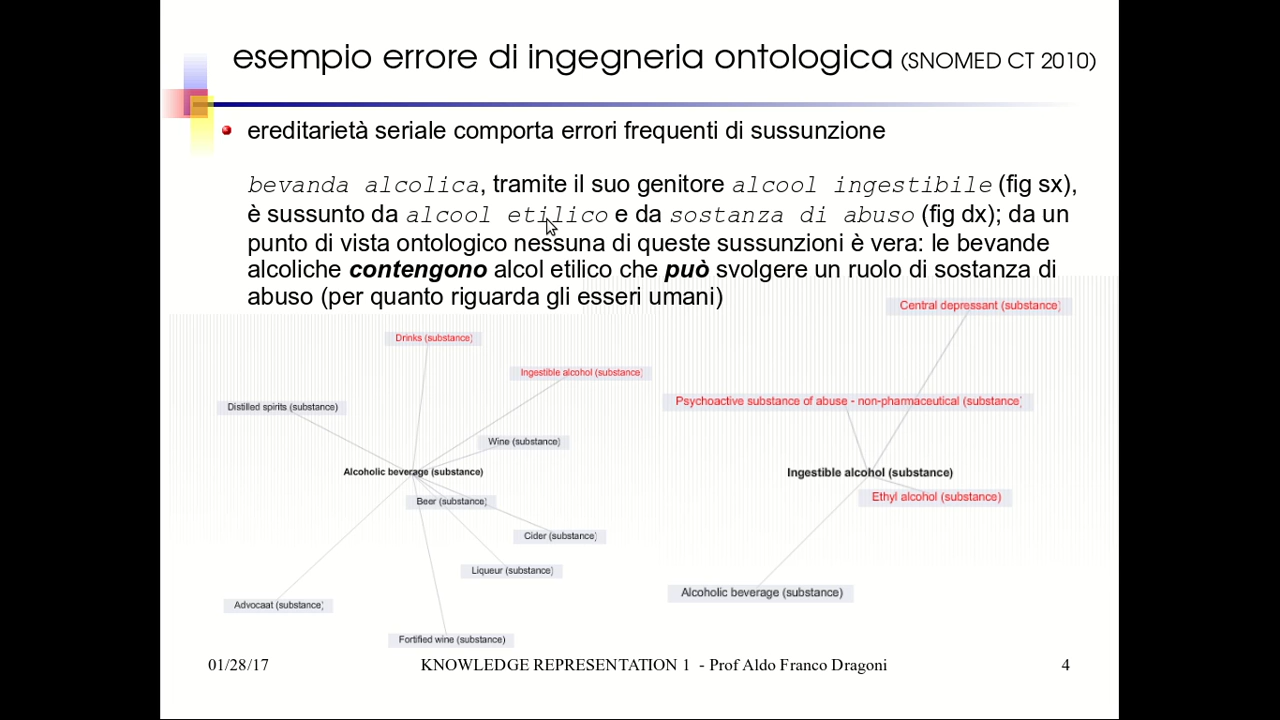 esempio errore di ingegneria ontologica (SNOMED CT 2010)
ereditarietà seriale comporta errori frequenti di sussunzione
bevanda alcolica, tramite il suo genitore alcool ingestibile (fig sx),
è sussunto da alcool etilico e da sostanza di abuso (fig dx); da un
punto di vista ontologico nessuna di queste sussunzioni è vera: le bevande
alcoliche contengono alcol etilico che può svolgere un ruolo di sostanza di
abuso (per quanto riguarda gli esseri umani)
Drinks (substance)
Ingestible alcohol (substance)
Distilled spirits (substance)
Wine (substance)
Alcoholic beverage (substance)
Beer (substance)
Cider (substance)
Liqueur (substance)
Advocaat (substance)
Fortified wine (substance)
Central depressant (substance)
Psychoactive substance of abuse - non-pharmaceutical (substance)
Ingestible alcohol (substance)
Ethyl alcohol (substance)
Alcoholic beverage (substance)
01/28/17
KNOWLEDGE REPRESENTATION 1 - Prof Aldo Franco Dragoni
4